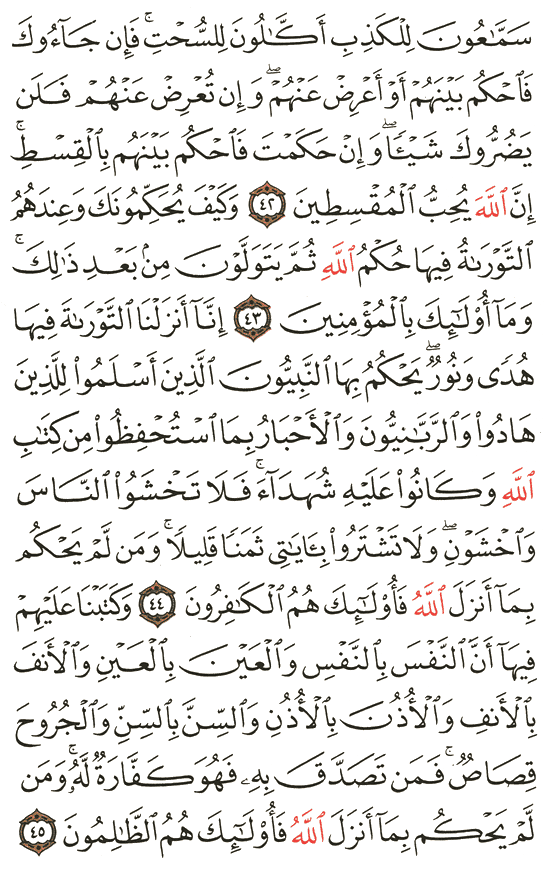 سَمَّٰعُونَ لِلۡكَذِبِ أَكَّٰلُونَ لِلسُّحۡتِۚ فَإِن جَآءُوكَ
فَٱحۡكُم بَيۡنَهُمۡ أَوۡ أَعۡرِضۡ عَنۡهُمۡۖ وَإِن تُعۡرِضۡ عَنۡهُمۡ فَلَن
يَضُرُّوكَ شَيۡـٔٗاۖ وَإِنۡ حَكَمۡتَ فَٱحۡكُم بَيۡنَهُم بِٱلۡقِسۡطِۚ
إِنَّ ٱللَّهَ يُحِبُّ ٱلۡمُقۡسِطِينَ ٤٢ وَكَيۡفَ يُحَكِّمُونَكَ وَعِندَهُمُ
ٱلتَّوۡرَىٰةُ فِيهَا حُكۡمُ ٱللَّهِ ثُمَّ يَتَوَلَّوۡنَ مِنۢ بَعۡدِ ذَٰلِكَۚ
وَمَآ أُوْلَٰٓئِكَ بِٱلۡمُؤۡمِنِينَ ٤٣ إِنَّآ أَنزَلۡنَا ٱلتَّوۡرَىٰةَ فِيهَا
هُدٗى وَنُورٞۚ يَحۡكُمُ بِهَا ٱلنَّبِيُّونَ ٱلَّذِينَ أَسۡلَمُواْ لِلَّذِينَ
هَادُواْ وَٱلرَّبَّٰنِيُّونَ وَٱلۡأَحۡبَارُ بِمَا ٱسۡتُحۡفِظُواْ مِن كِتَٰبِ
ٱللَّهِ وَكَانُواْ عَلَيۡهِ شُهَدَآءَۚ فَلَا تَخۡشَوُاْ ٱلنَّاسَ
وَٱخۡشَوۡنِۖ وَلَا تَشۡتَرُواْ بِـَٔايَٰتِي ثَمَنٗا قَلِيلٗاۚ وَمَن لَّمۡ يَحۡكُم
بِمَآ أَنزَلَ ٱللَّهُ فَأُوْلَٰٓئِكَ هُمُ ٱلۡكَٰفِرُونَ ٤٤ وَكَتَبۡنَا عَلَيۡهِمۡ
فِيهَآ أَنَّ ٱلنَّفۡسَ بِٱلنَّفۡسِ وَٱلۡعَيۡنَ بِٱلۡعَيۡنِ وَٱلۡأَنفَ
بِٱلۡأَنفِ وَٱلۡأُذُنَ بِٱلۡأُذُنِ وَٱلسِّنَّ بِٱلسِّنِّ وَٱلۡجُرُوحَ
قِصَاصٞۚ فَمَن تَصَدَّقَ بِهِۦ فَهُوَ كَفَّارَةٞ لَّهُۥۚ وَمَن
لَّمۡ يَحۡكُم بِمَآ أَنزَلَ ٱللَّهُ فَأُوْلَٰٓئِكَ هُمُ ٱلظَّٰلِمُونَ ٤٥